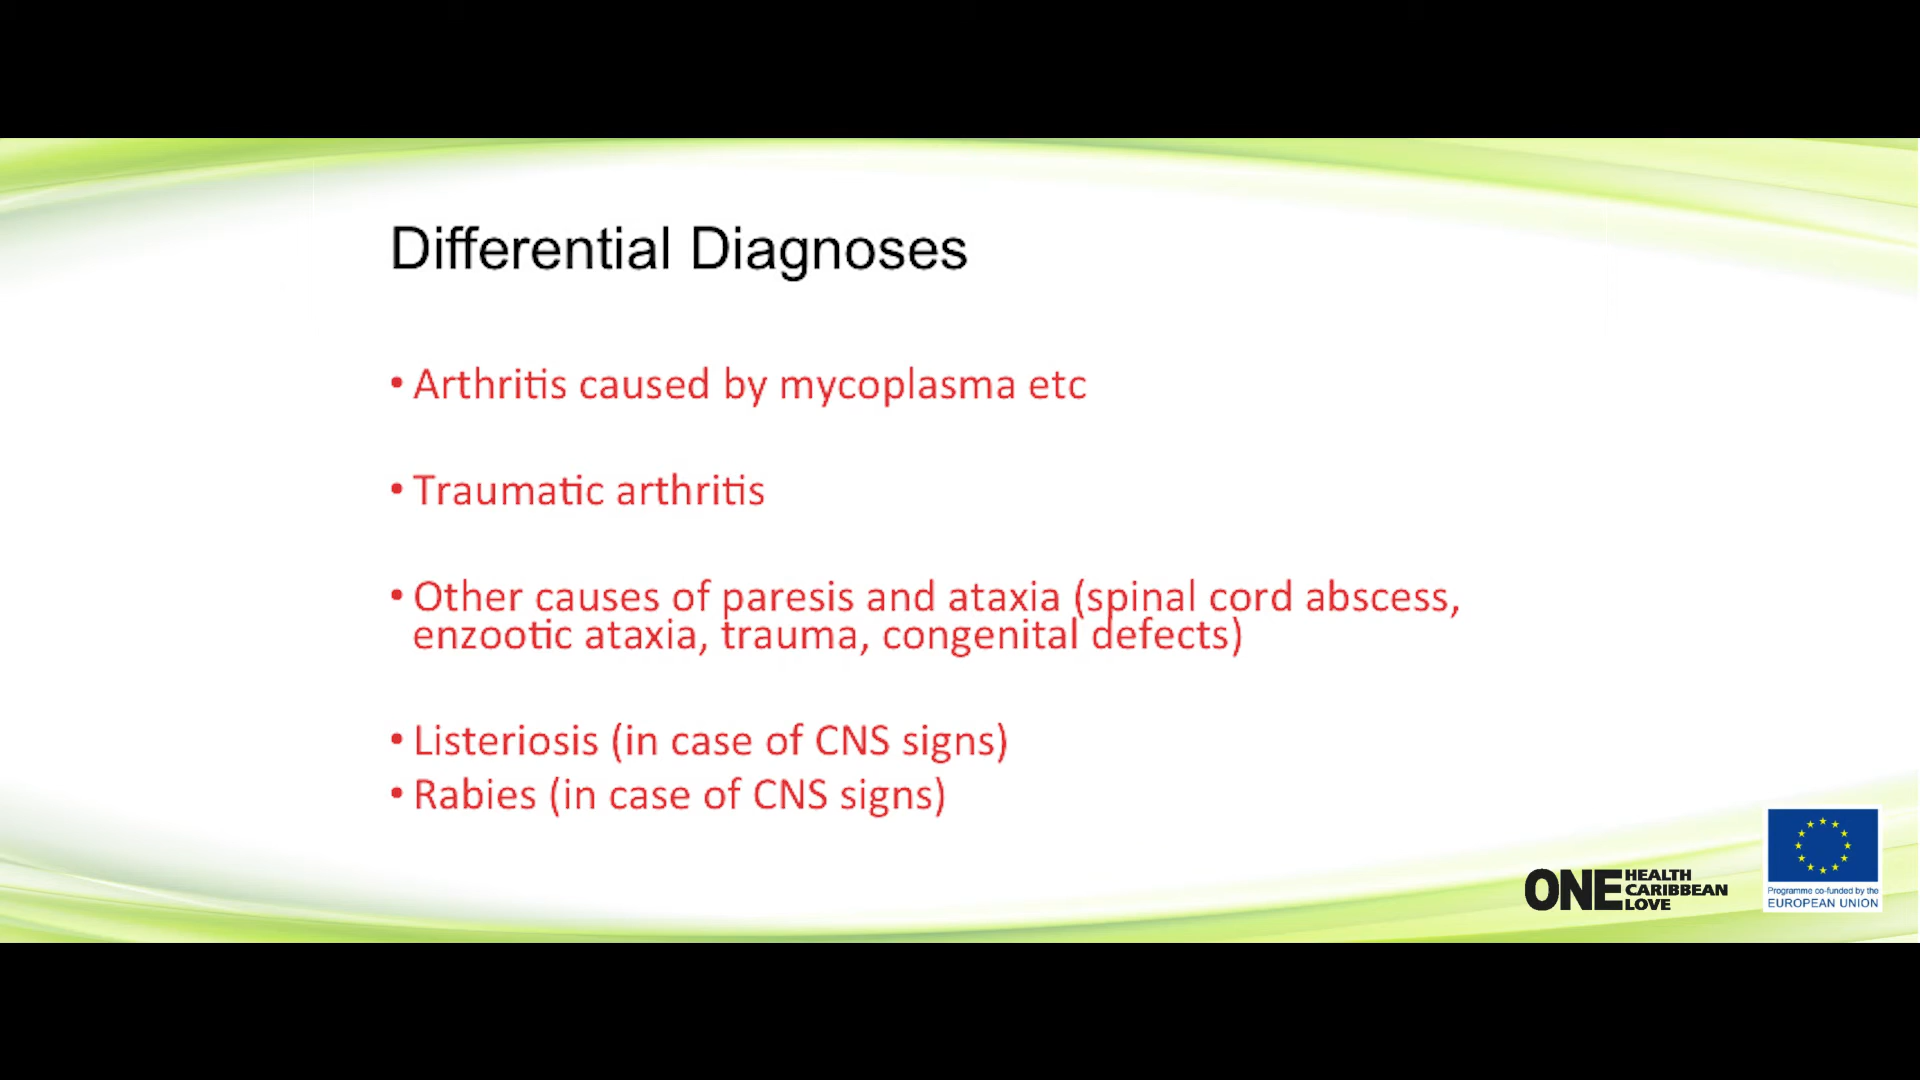 Differential Diagnoses
• Arthritis caused by mycoplasma etc
• Traumatic arthritis
• Other causes of paresis and ataxia (spinal cord abscess,
enzootic ataxia, trauma, congenital defects)
• Listeriosis (in case of CNS signs)
• Rabies (in case of CNS signs)
ONE HEALTH
CARIBBEAN
LOVE
Programme co-funded by the
EUROPEAN UNION